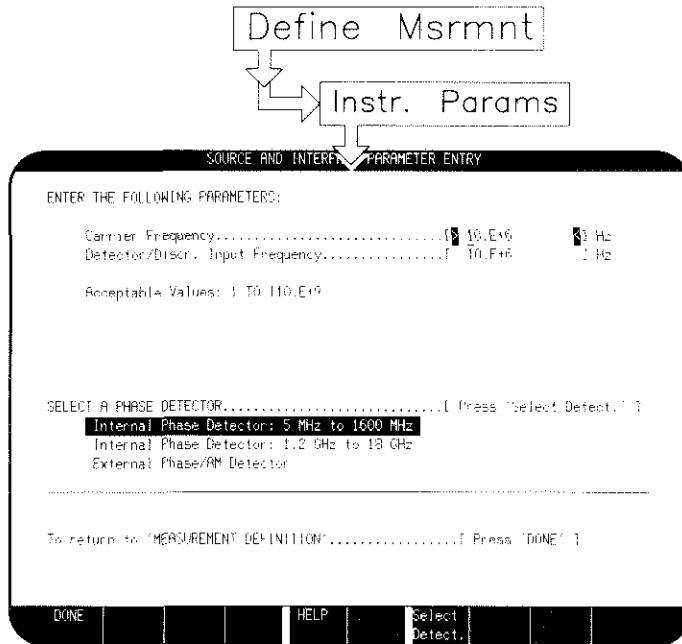 Define Msrmnt
Instr. Params
SOURCE AND PARAMETER ENTRY
ENTER THE FOLLOWING PARAMETERS:
Carrier Frequency..............................[> 10.E+6 <] Hz
Detector/Discr. Input Frequency................[ 10.E+6 ] Hz
Acceptable Values: 1 TO 110.E+9
SELECT A PHASE DETECTOR..............................[ Press 'Select Detect.' ]
Internal Phase Detector: 5 MHz to 1600 MHz
Internal Phase Detector: 1.2 GHz to 18 GHz
External Phase/AM Detector
To return to 'MEASUREMENT DEFINITION'..................[ Press 'DONE' ]
DONE HELP Select
Detect.